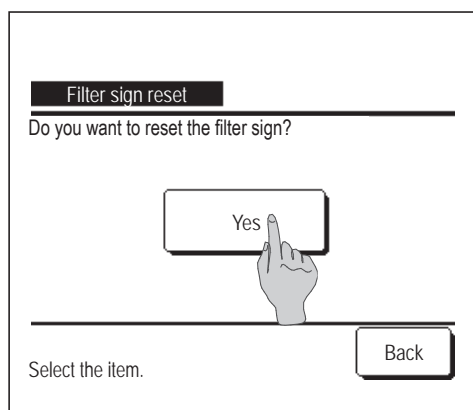 Filter sign reset
Do you want to reset the filter sign?
Yes
Back
Select the item.